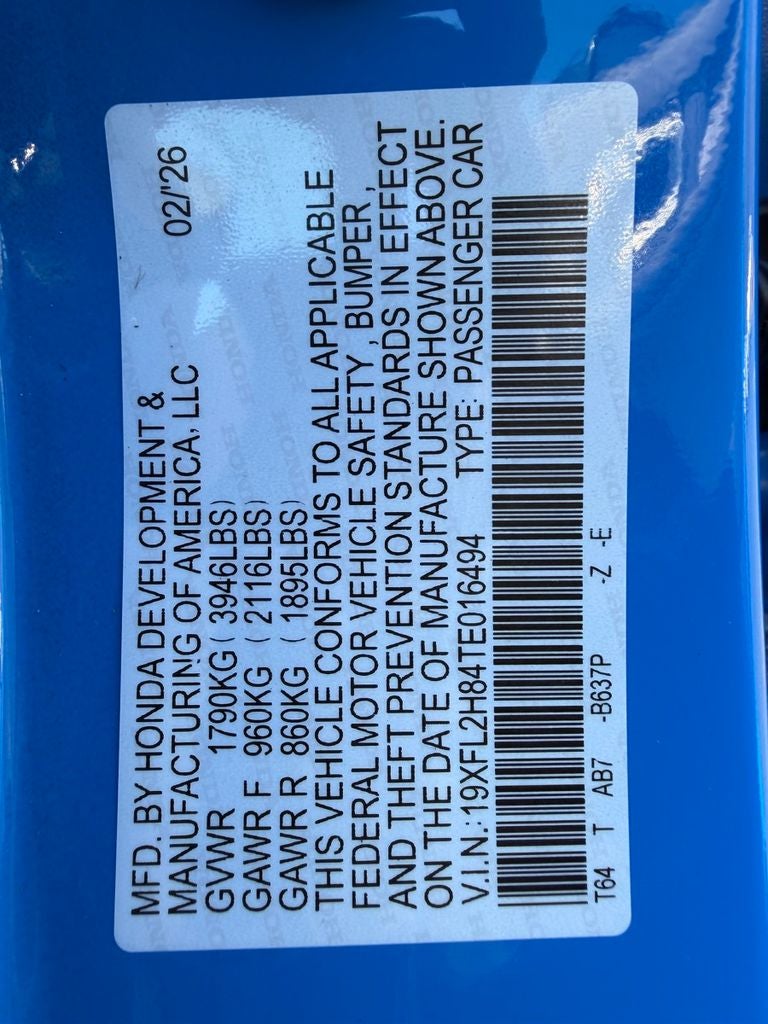 MFD. BY HONDA DEVELOPMENT & 02/'26
MANUFACTURING OF AMERICA, LLC
GVWR 1790KG ( 3946LBS)
GAWR F 960KG ( 2116LBS)
GAWR R 860KG ( 1895LBS)
THIS VEHICLE CONFORMS TO ALL APPLICABLE
FEDERAL MOTOR VEHICLE SAFETY , BUMPER ,
AND THEFT PREVENTION STANDARDS IN EFFECT
ON THE DATE OF MANUFACTURE SHOWN ABOVE.
V.I.N.: 19XFL2H84TE016494 TYPE: PASSENGER CAR
T64 T AB7 -B637P -Z -E